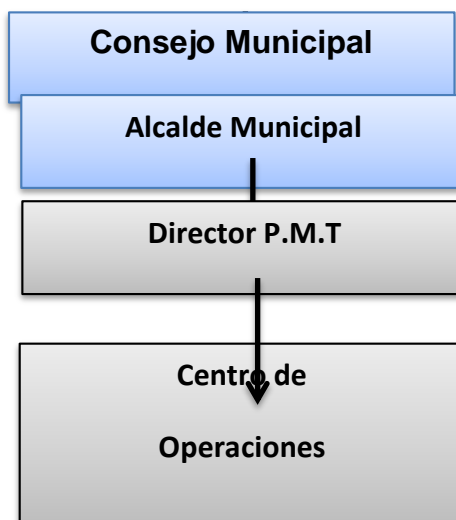 Consejo Municipal
Alcalde Municipal
Director P.M.T
Centro de
Operaciones